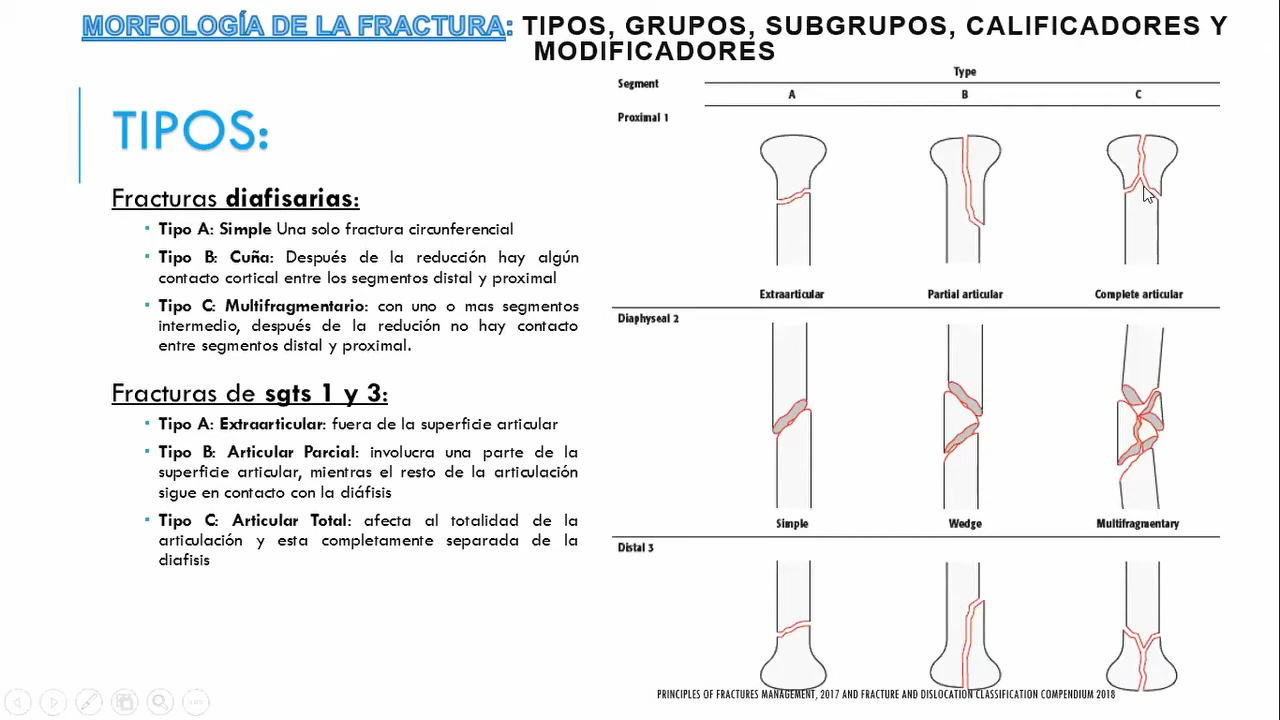 MORFOLOGÍA DE LA FRACTURA: TIPOS, GRUPOS, SUBGRUPOS, CALIFICADORES Y
MODIFICADORES
TIPOS:
Fracturas diafisarias:
▪ Tipo A: Simple Una solo fractura circunferencial
▪ Tipo B: Cuña: Después de la reducción hay algún
contacto cortical entre los segmentos distal y proximal
▪ Tipo C: Multifragmentario: con uno o mas segmentos
intermedio, después de la redución no hay contacto
entre segmentos distal y proximal.
Fracturas de sgts 1 y 3:
▪ Tipo A: Extraarticular: fuera de la superficie articular
▪ Tipo B: Articular Parcial: involucra una parte de la
superficie articular, mientras el resto de la articulación
sigue en contacto con la diáfisis
▪ Tipo C: Articular Total: afecta al totalidad de la
articulación y esta completamente separada de la
diafisis
Type
Segment
A B C
Proximal 1
Extraarticular Partial articular Complete articular
Diaphyseal 2
Simple Wedge Multifragmentary
Distal 3
PRINCIPLES OF FRACTURES MANAGEMENT, 2017 AND FRACTURE AND DISLOCATION CLASSIFICATION COMPENDIUM 2018